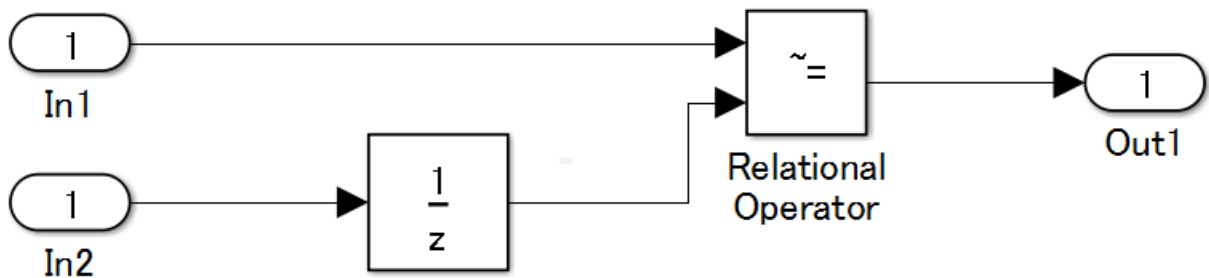 1
In1
~=
Relational
Operator
1
Out1
1
In2
1
z